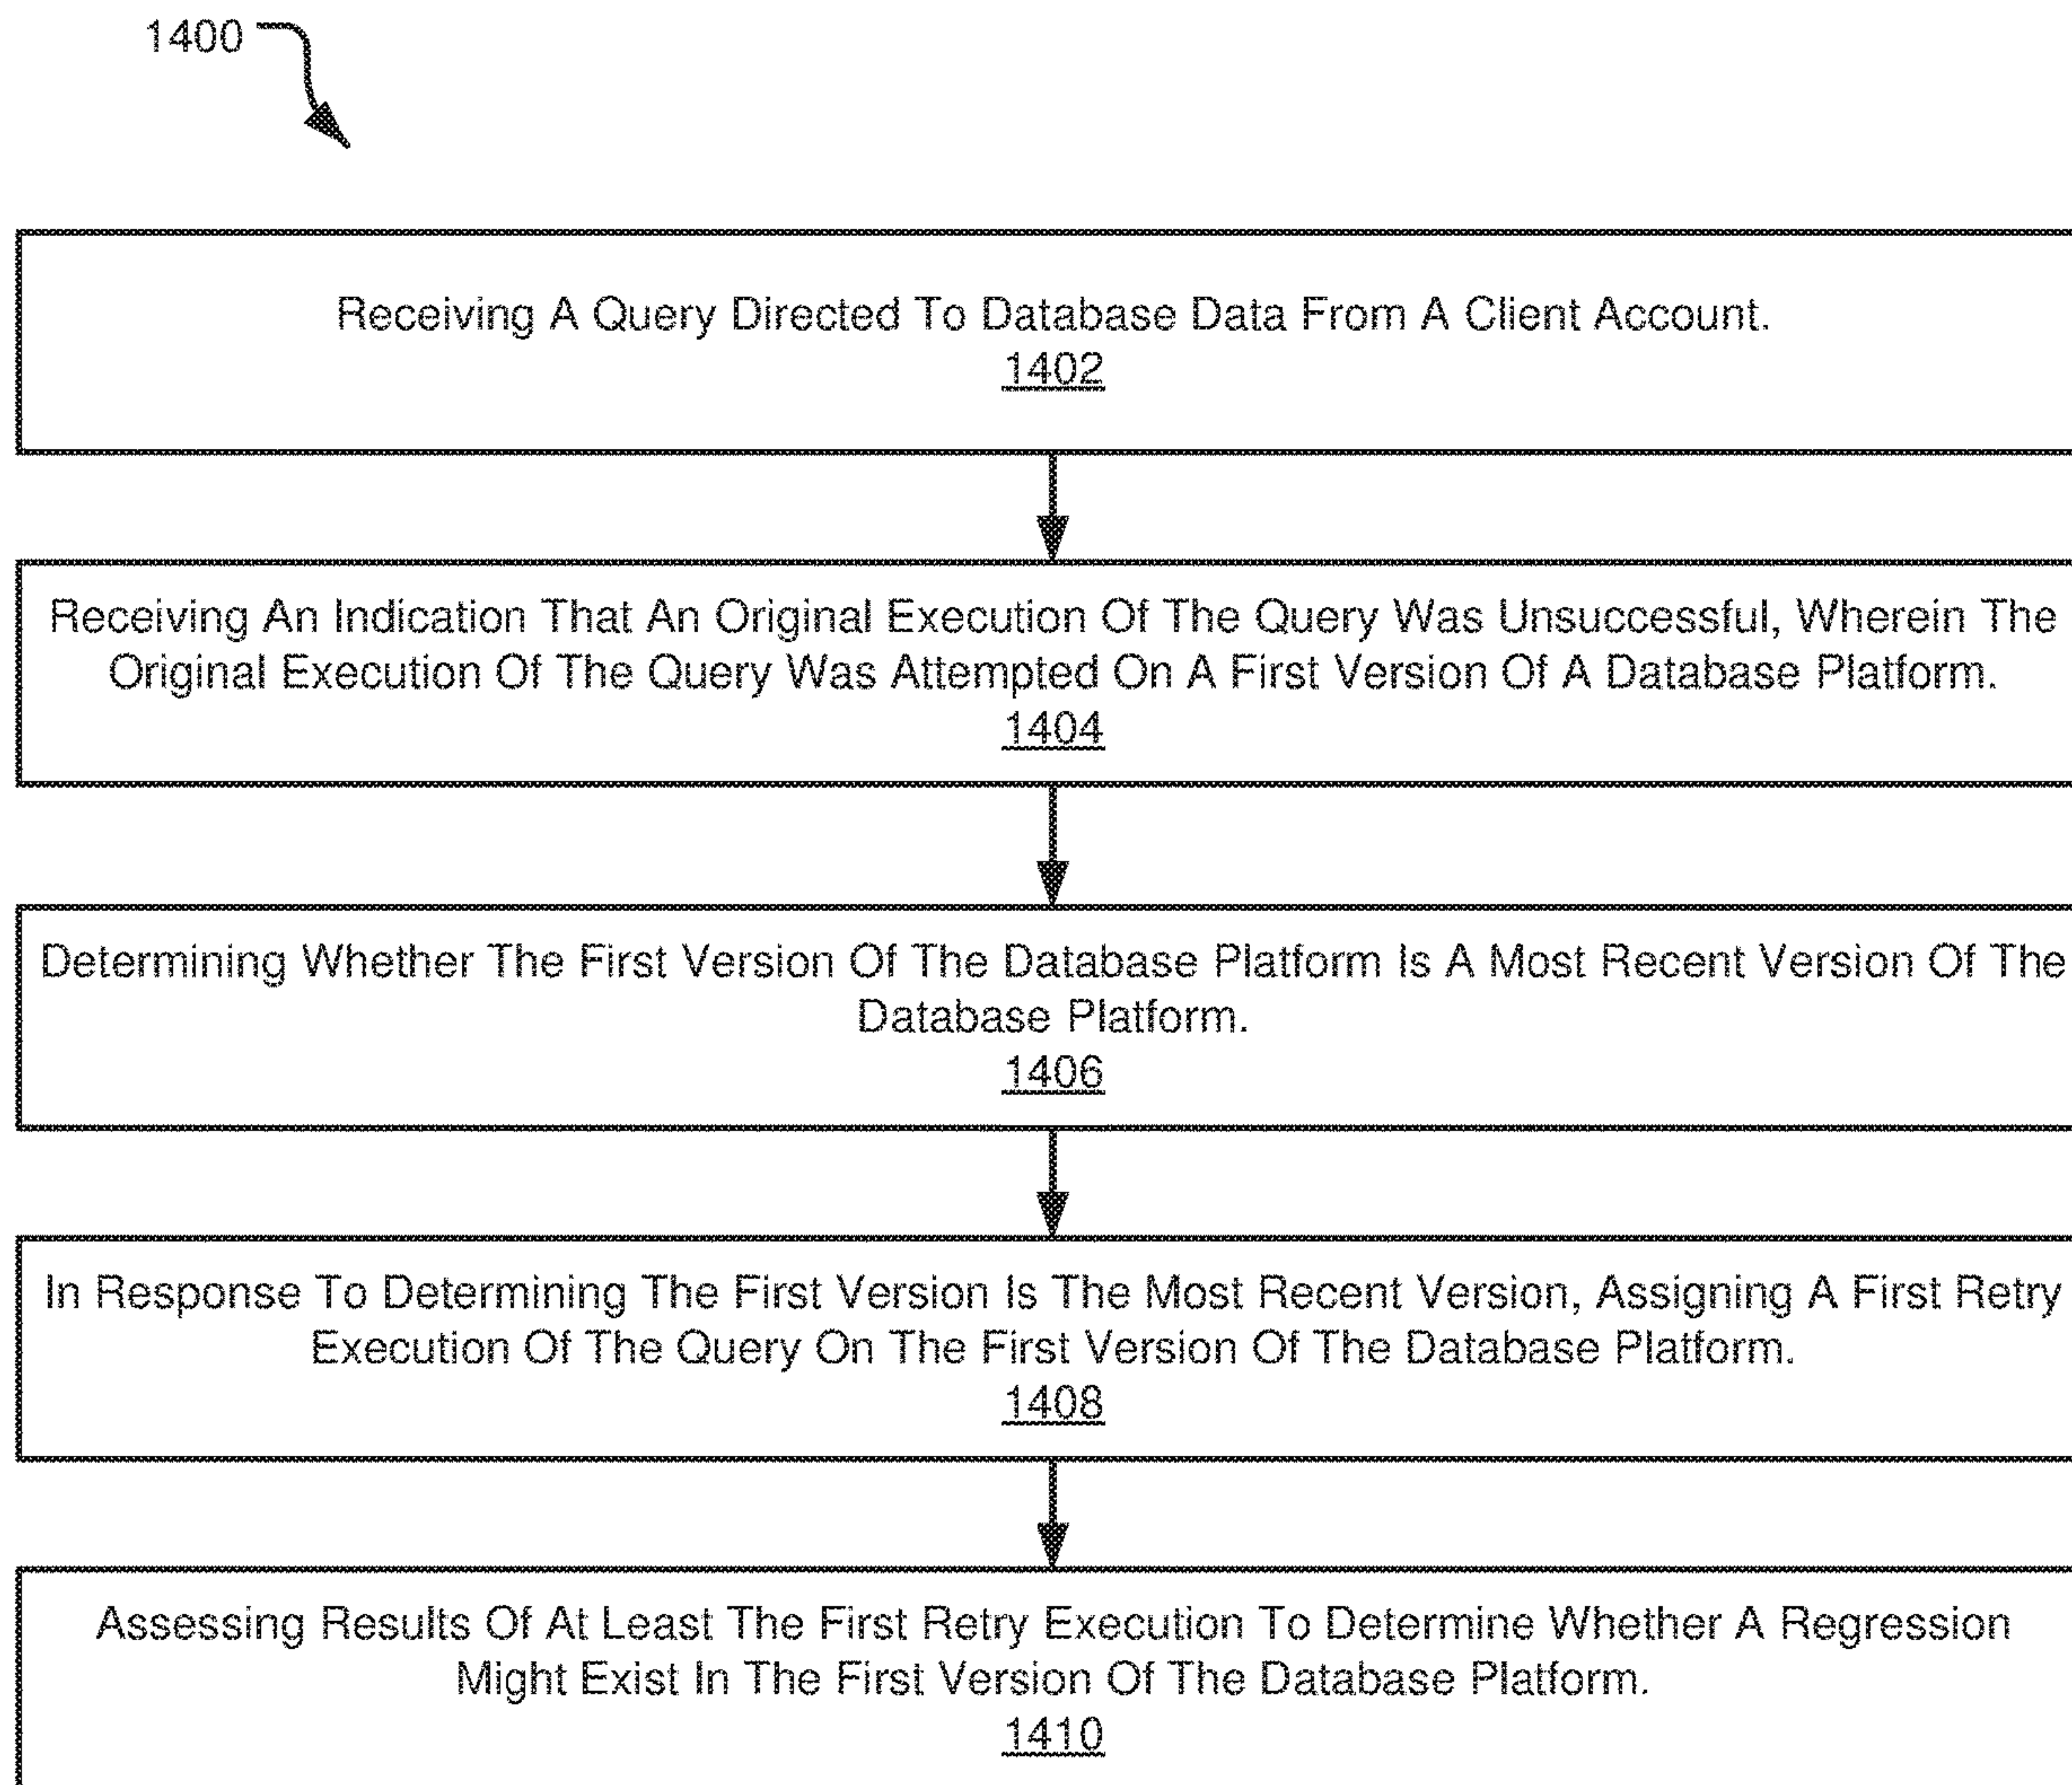 1400
Receiving A Query Directed To Database Data From A Client Account.
1402
Receiving An Indication That An Original Execution Of The Query Was Unsuccessful, Wherein The
Original Execution Of The Query Was Attempted On A First Version Of A Database Platform.
1404
Determining Whether The First Version Of The Database Platform Is A Most Recent Version Of The
Database Platform.
1406
In Response To Determining The First Version Is The Most Recent Version, Assigning A First Retry
Execution Of The Query On The First Version Of The Database Platform.
1408
Assessing Results Of At Least The First Retry Execution To Determine Whether A Regression
Might Exist In The First Version Of The Database Platform.
1410